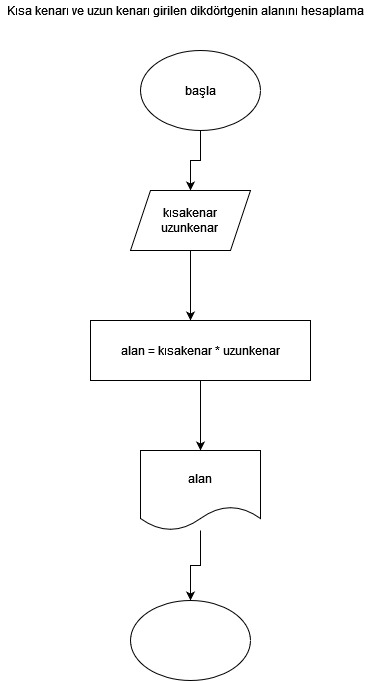 Kısa kenarı ve uzun kenarı girilen dikdörtgenin alanını hesaplama
başla
kısakenar
uzunkenar
alan = kısakenar * uzunkenar
alan